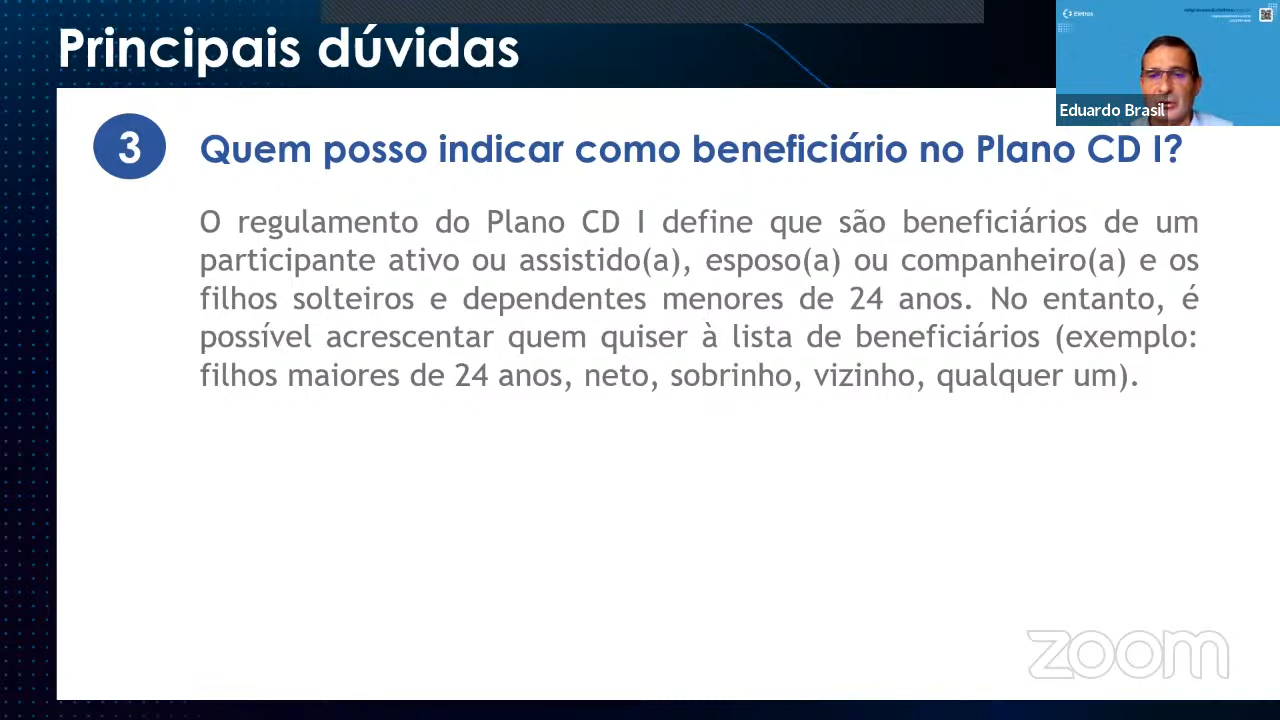 Principais dúvidas
Eletros
Eduardo Brasil
3
Quem posso indicar como beneficiário no Plano CD I?
O regulamento do Plano CD I define que são beneficiários de um
participante ativo ou assistido(a), esposo(a) ou companheiro(a) e os
filhos solteiros e dependentes menores de 24 anos. No entanto, é
possível acrescentar quem quiser à lista de beneficiários (exemplo:
filhos maiores de 24 anos, neto, sobrinho, vizinho, qualquer um).
zoom